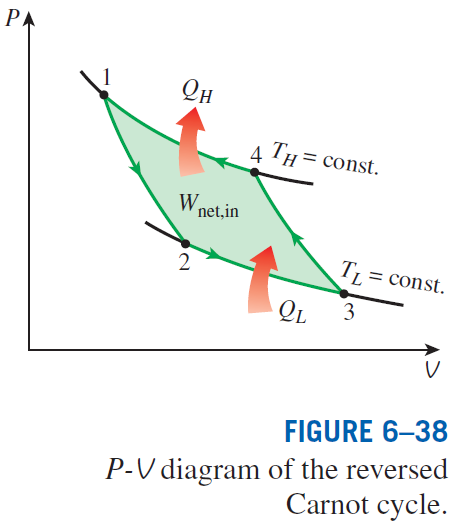 P
1
Q_H
4
T_H = const.
W_net,in
2
T_L = const.
Q_L
3
V
FIGURE 6–38
P-V diagram of the reversed
Carnot cycle.